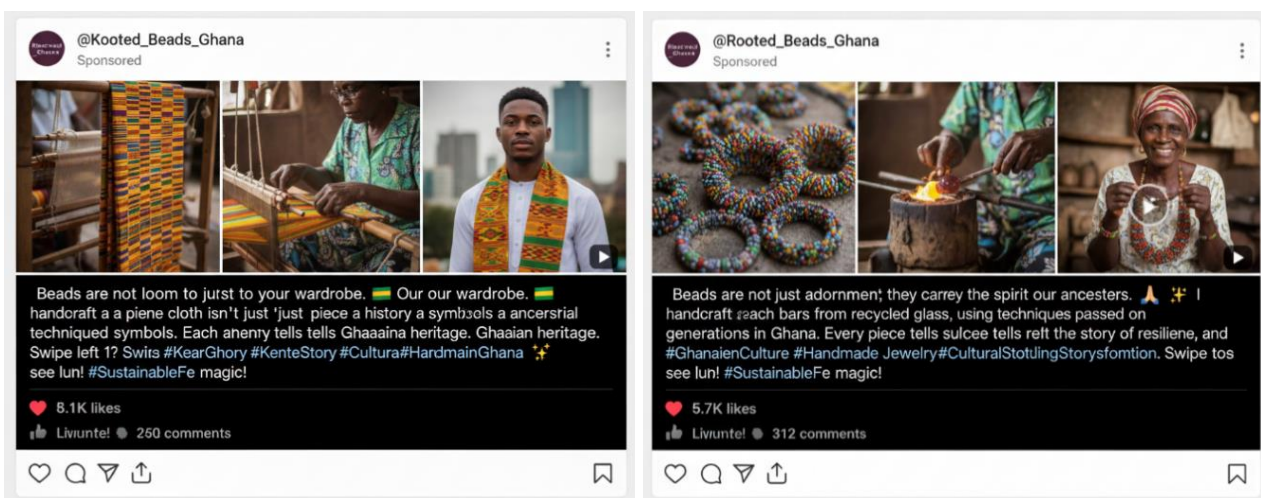 @Kooted_Beads_Ghana
Sponsored
Beads are not loom to jutst to your wardrobe. Our our wardrobe.
handcraft a a piene cloth isn't just 'just piece a history a symbols a ancersrial
techniqued symbols. Each anenry tells tells Ghaaaina heritage. Ghaaian heritage.
Swipe left 1? Swirs #KearGhory #KenteStory #Cultura#HardmainGhana
see lun! #SustainableFe magic!
8.1K likes
Livunte! 250 comments
@Rooted_Beads_Ghana
Sponsored
Beads are not just adornmen; they carrey the spirit our ancesters. I
handcraft each bars from recycled glass, using techniques passed on
generations in Ghana. Every piece tells sulcee tells reft the story of resiliene, and
#GhanaienCulture #Handmade Jewelry#CulturalStotlingStorysfomtion. Swipe tos
see lun! #SustainableFe magic!
5.7K likes
Livunte! 312 comments